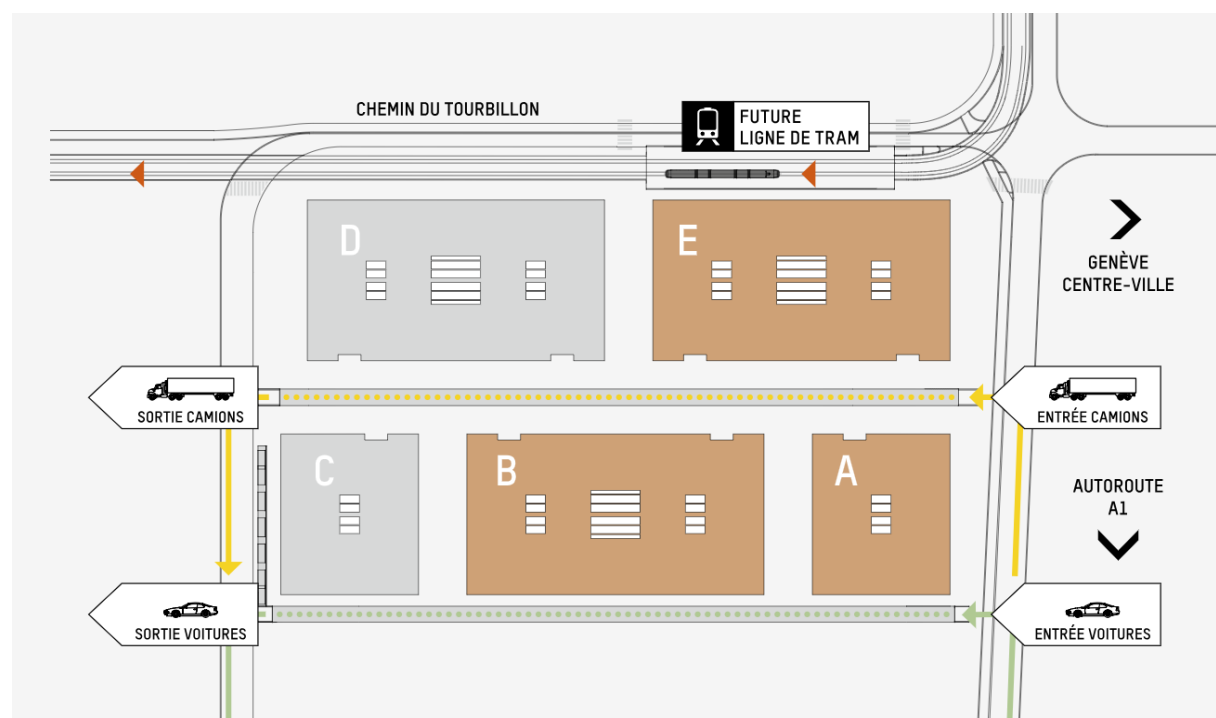 CHEMIN DU TOURBILLON
FUTURE
LIGNE DE TRAM
D
E
GENÈVE
CENTRE-VILLE
SORTIE CAMIONS
ENTRÉE CAMIONS
C
B
A
AUTOROUTE
A1
SORTIE VOITURES
ENTRÉE VOITURES